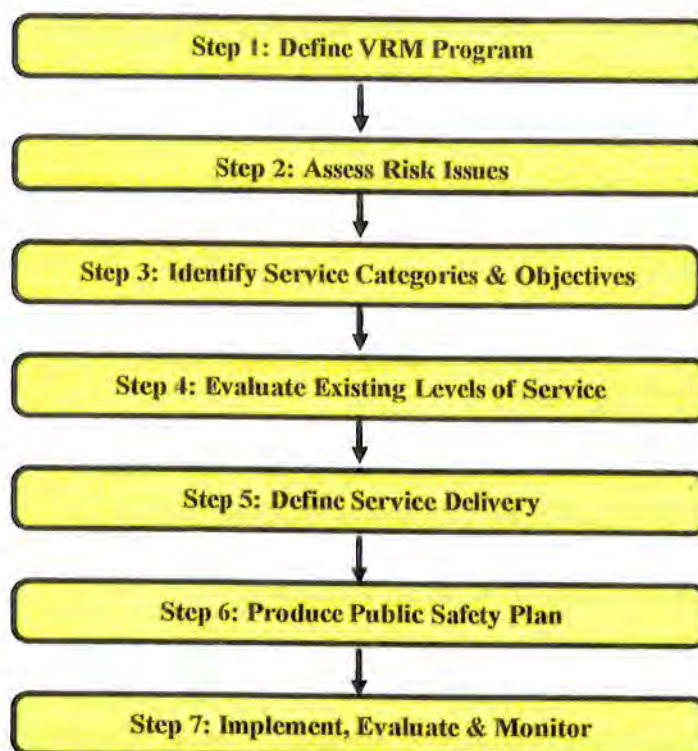 Step 1: Define VRM Program
Step 2: Assess Risk Issues
Step 3: Identify Service Categories & Objectives
Step 4: Evaluate Existing Levels of Service
Step 5: Define Service Delivery
Step 6: Produce Public Safety Plan
Step 7: Implement, Evaluate & Monitor